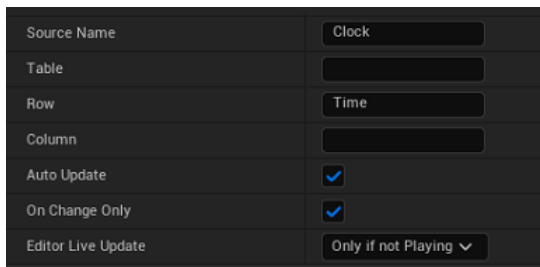 Source Name Clock
Table
Row Time
Column
Auto Update
On Change Only
Editor Live Update Only if not Playing